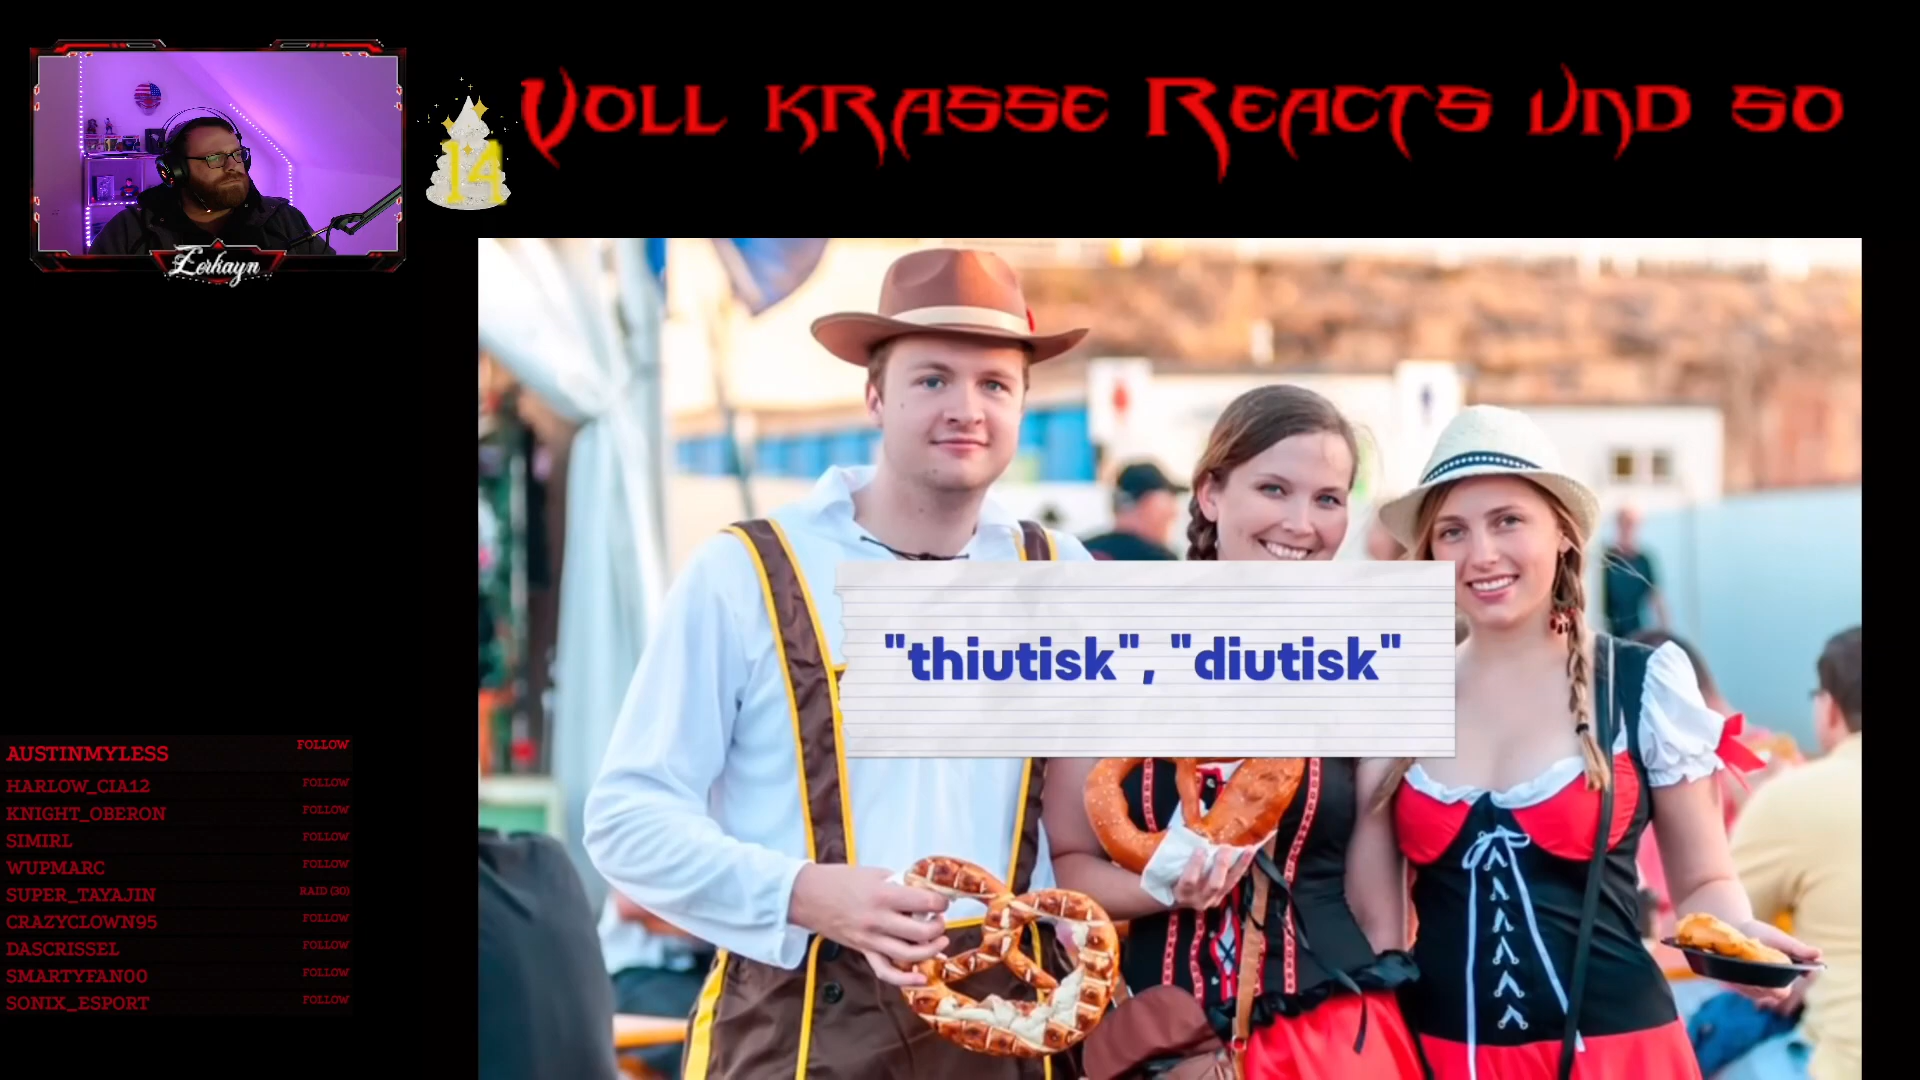 Voll krasse Reacts und so
14
Zerkayn
"thiutisk", "diutisk"
AUSTINMYLESS FOLLOW
HARLOW_CIA12 FOLLOW
KNIGHT_OBERON FOLLOW
SIMIRL FOLLOW
WUPMARC FOLLOW
SUPER_TAYAJIN RAID (30)
CRAZYCLOWN95 FOLLOW
DASCRISSEL FOLLOW
SMARTYFAN00 FOLLOW
SONIX_ESPORT FOLLOW